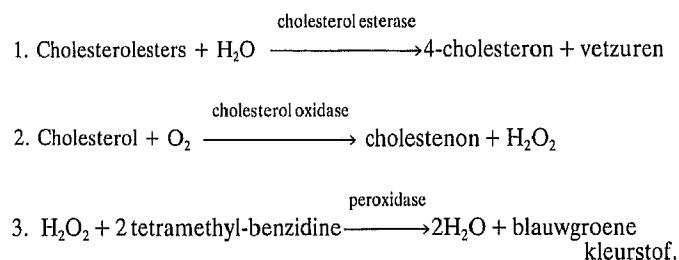 cholesterol esterase
1. Cholesterolesters + H₂O ⟶ 4-cholesteron + vetzuren
cholesterol oxidase
2. Cholesterol + O₂ ⟶ cholestenon + H₂O₂
peroxidase
3. H₂O₂ + 2 tetramethyl-benzidine ⟶ 2H₂O + blauwgroene
kleurstof.